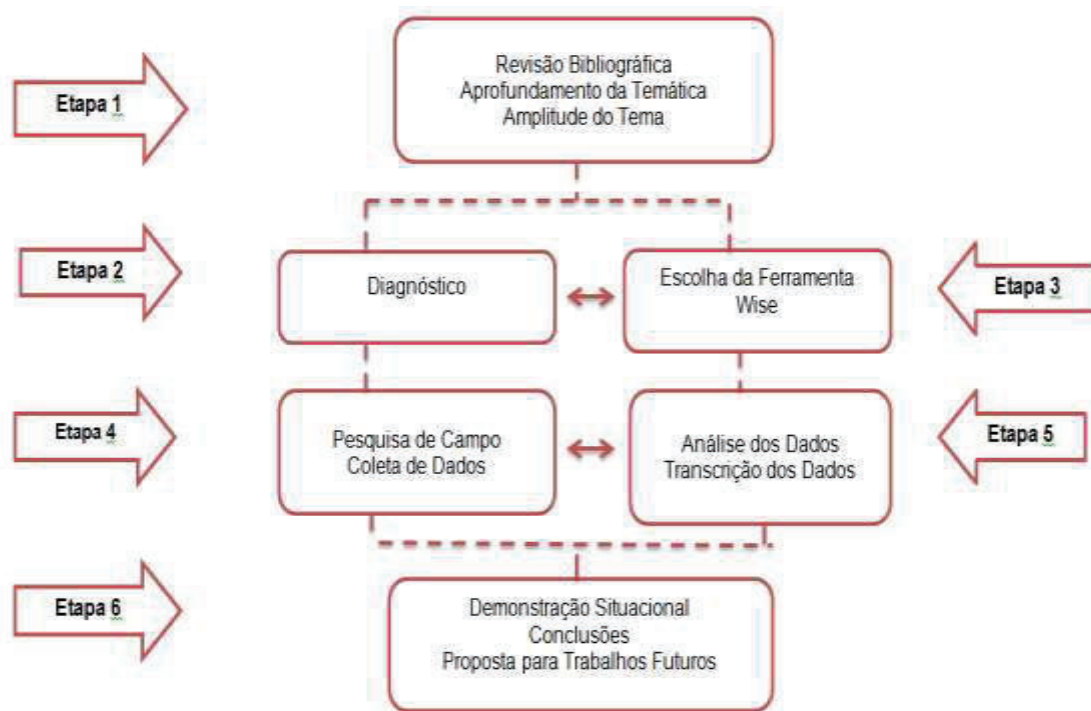 Etapa 1
Revisão Bibliográfica
Aprofundamento da Temática
Amplitude do Tema
Etapa 2
Diagnóstico
Escolha da Ferramenta
Wise
Etapa 3
Etapa 4
Pesquisa de Campo
Coleta de Dados
Análise dos Dados
Transcrição dos Dados
Etapa 5
Etapa 6
Demonstração Situacional
Conclusões
Proposta para Trabalhos Futuros